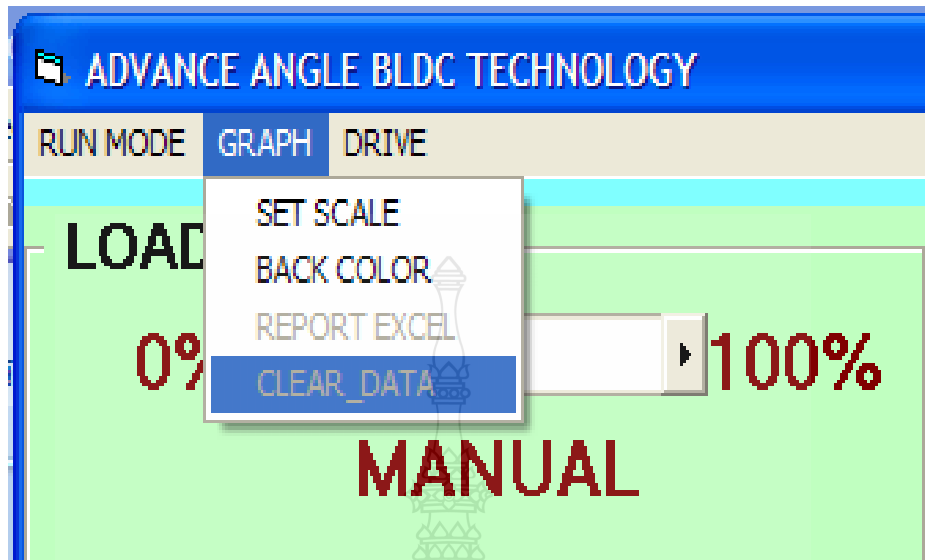 ADVANCE ANGLE BLDC TECHNOLOGY
RUN MODE GRAPH DRIVE
SET SCALE
BACK COLOR
REPORT EXCEL
CLEAR_DATA
LOAD
0% 100%
MANUAL